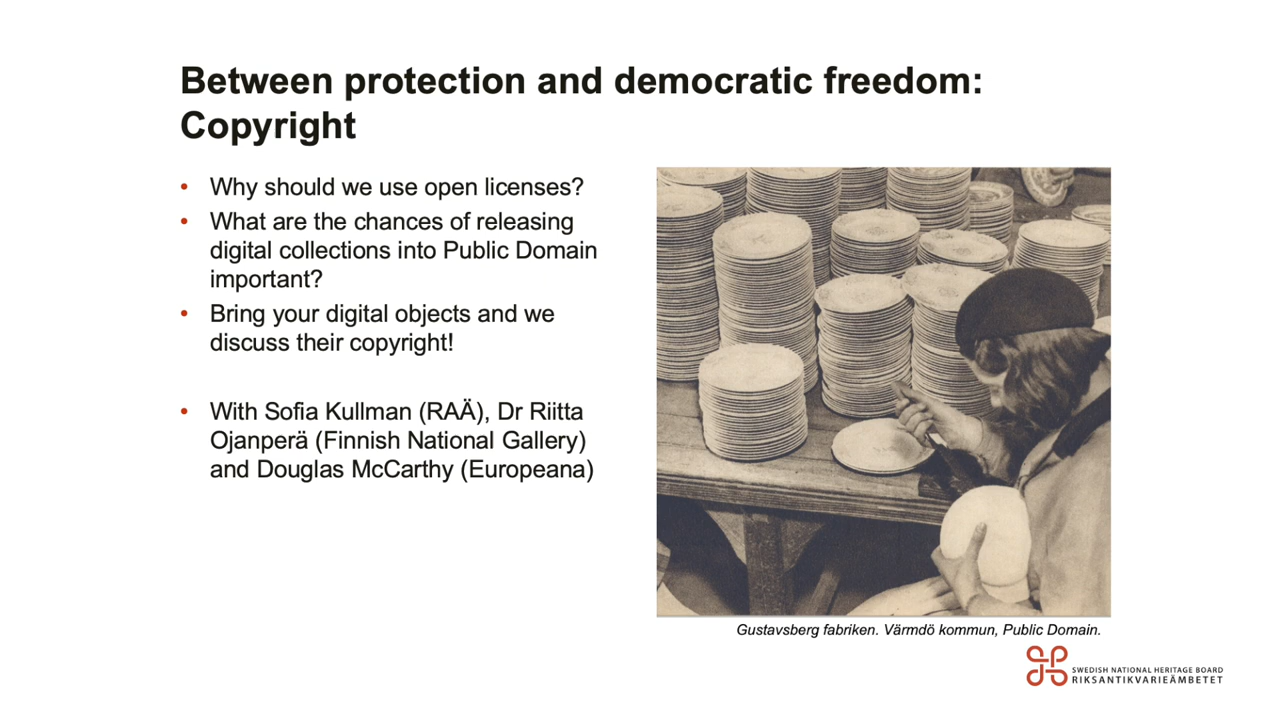 Between protection and democratic freedom:
Copyright
• Why should we use open licenses?
• What are the chances of releasing
digital collections into Public Domain
important?
• Bring your digital objects and we
discuss their copyright!
• With Sofia Kullman (RAÄ), Dr Riitta
Ojanperä (Finnish National Gallery)
and Douglas McCarthy (Europeana)
Gustavsberg fabriken. Värmdö kommun, Public Domain.
SWEDISH NATIONAL HERITAGE BOARD
RIKSANTIKVARIEÄMBETET